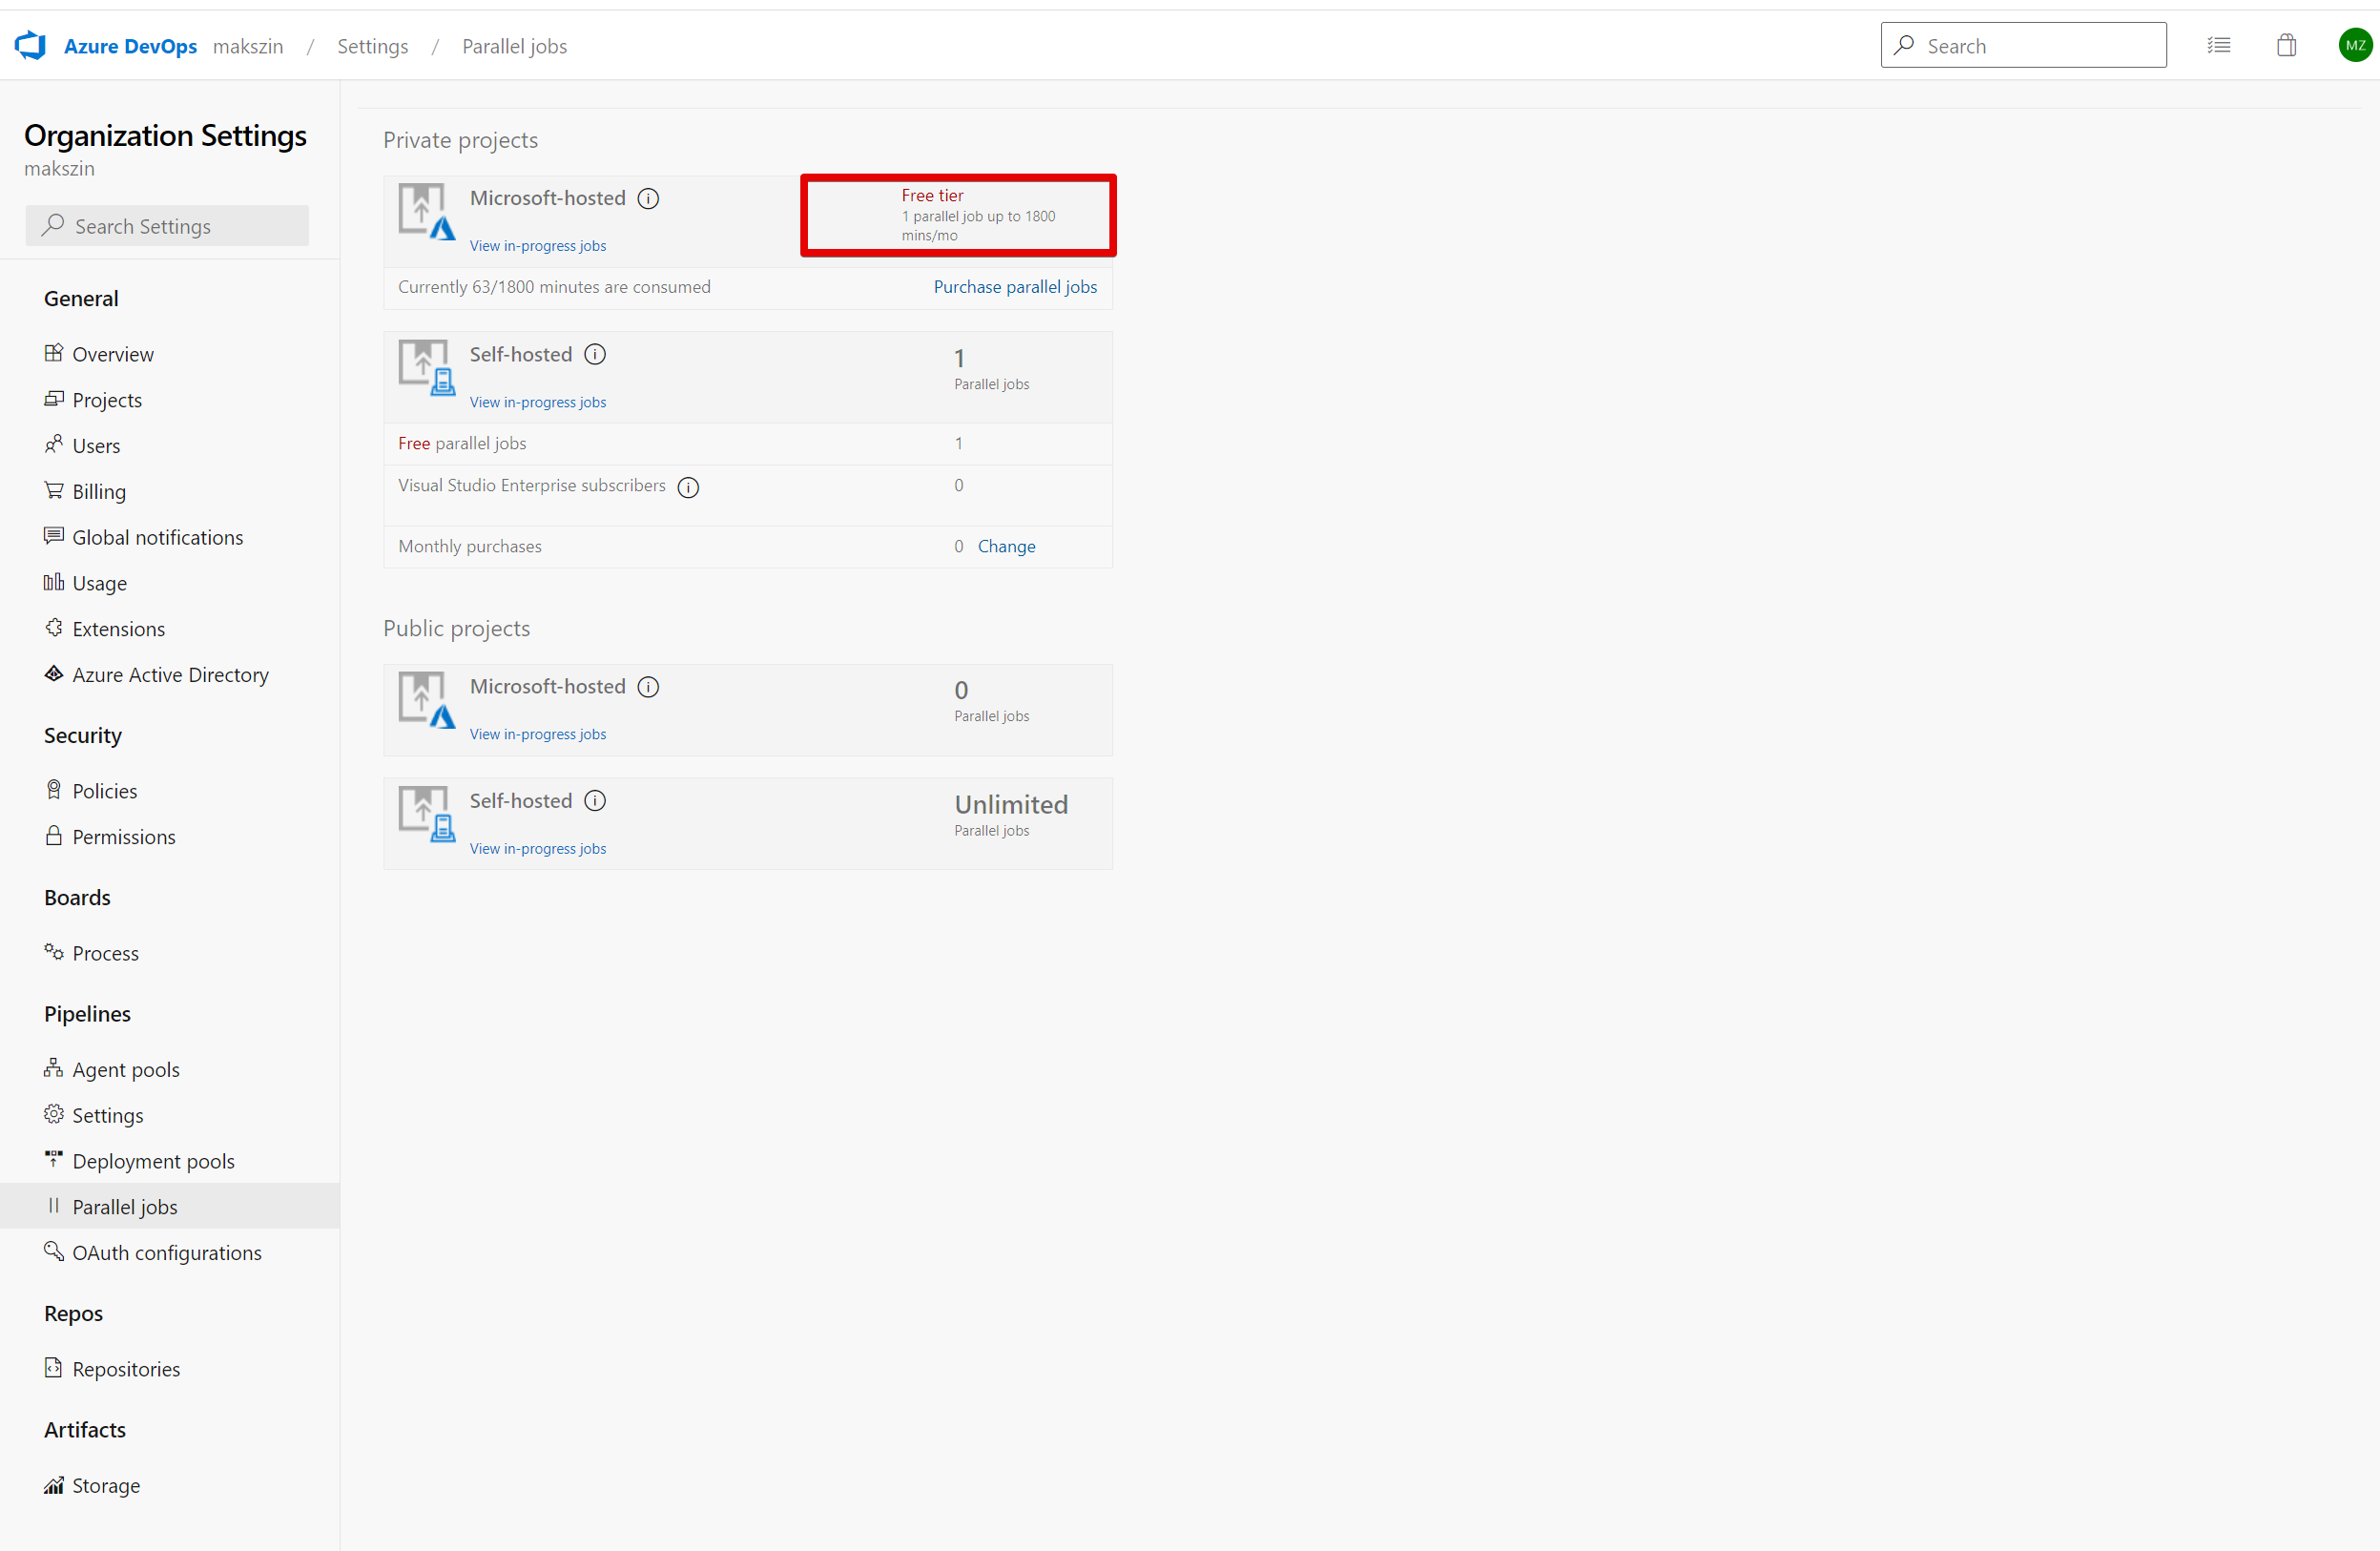 Azure DevOps makszin / Settings / Parallel jobs
Search
MZ
Organization Settings
makszin
Search Settings
General
Overview
Projects
Users
Billing
Global notifications
Usage
Extensions
Azure Active Directory
Security
Policies
Permissions
Boards
Process
Pipelines
Agent pools
Settings
Deployment pools
Parallel jobs
OAuth configurations
Repos
Repositories
Artifacts
Storage
Private projects
Microsoft-hosted
View in-progress jobs
Free tier
1 parallel job up to 1800
mins/mo
Currently 63/1800 minutes are consumed
Purchase parallel jobs
Self-hosted
View in-progress jobs
1
Parallel jobs
Free parallel jobs 1
Visual Studio Enterprise subscribers 0
Monthly purchases 0 Change
Public projects
Microsoft-hosted
View in-progress jobs
0
Parallel jobs
Self-hosted
View in-progress jobs
Unlimited
Parallel jobs